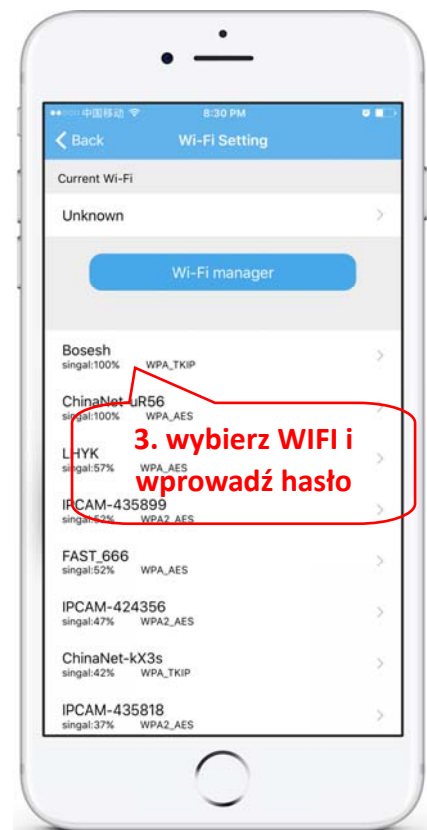 中国移动 8:30 PM
Back Wi-Fi Setting
Current Wi-Fi
Unknown
Wi-Fi manager
Bosesh
singal:100% WPA_TKIP
ChinaNet-uR56
singal:100% WPA_AES
3. wybierz WIFI i
wprowadź hasło
LHYK
singal:57% WPA_AES
IPCAM-435899
singal:52% WPA2_AES
FAST_666
singal:52% WPA_AES
IPCAM-424356
singal:47% WPA2_AES
ChinaNet-kX3s
singal:42% WPA_TKIP
IPCAM-435818
singal:37% WPA2_AES